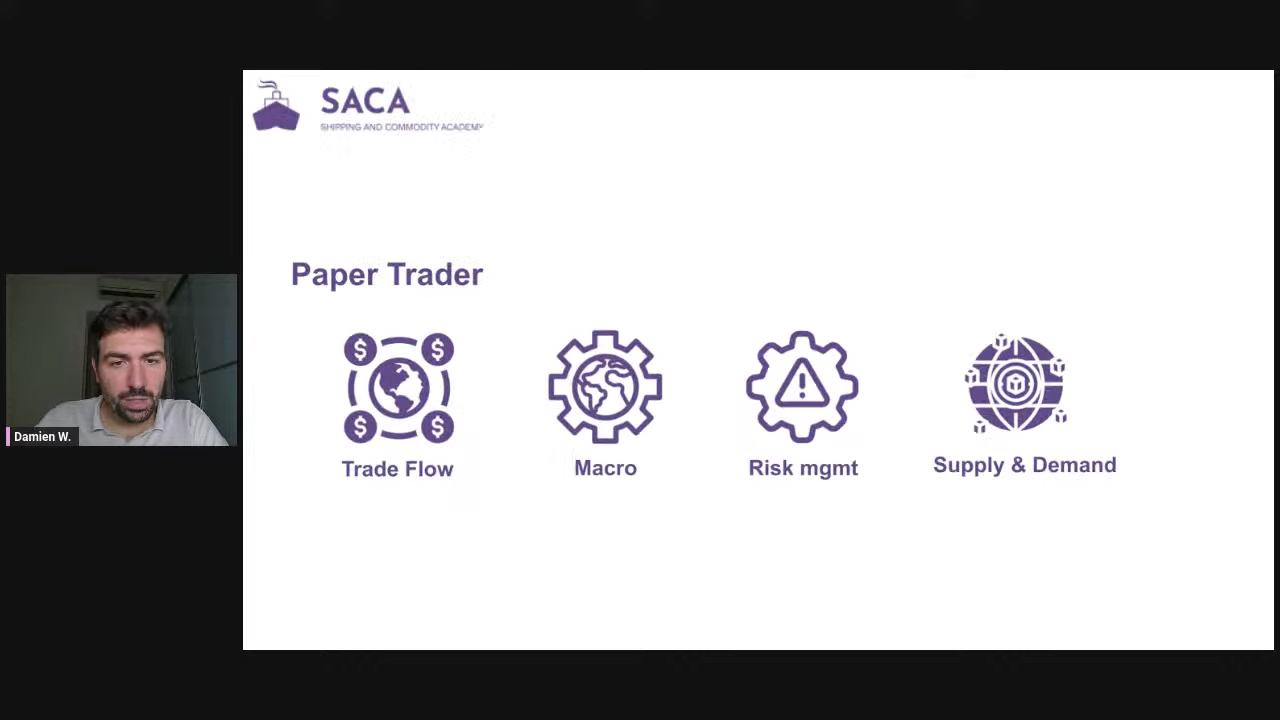 SACA
SHIPPING AND COMMODITY ACADEMY
Paper Trader
Trade Flow
Macro
Risk mgmt
Supply & Demand
Damien W.